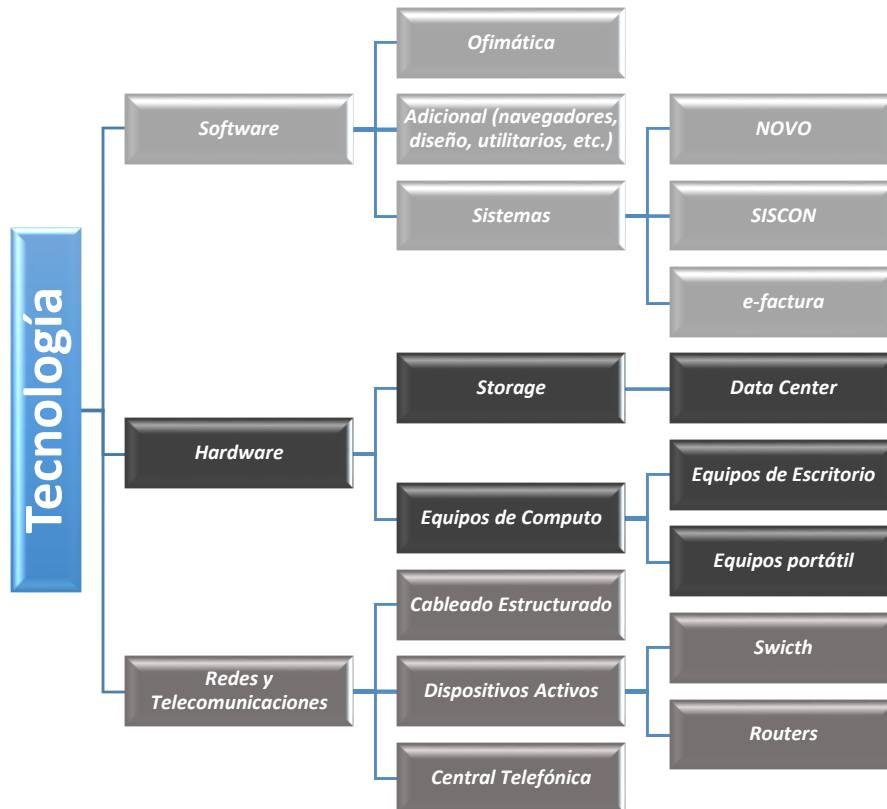 Tecnología
Software
Ofimática
Adicional (navegadores,
diseño, utilitarios, etc.)
Sistemas
NOVO
SISCON
e-factura
Hardware
Storage
Data Center
Equipos de Computo
Equipos de Escritorio
Equipos portátil
Redes y
Telecomunicaciones
Cableado Estructurado
Dispositivos Activos
Swicth
Routers
Central Telefónica